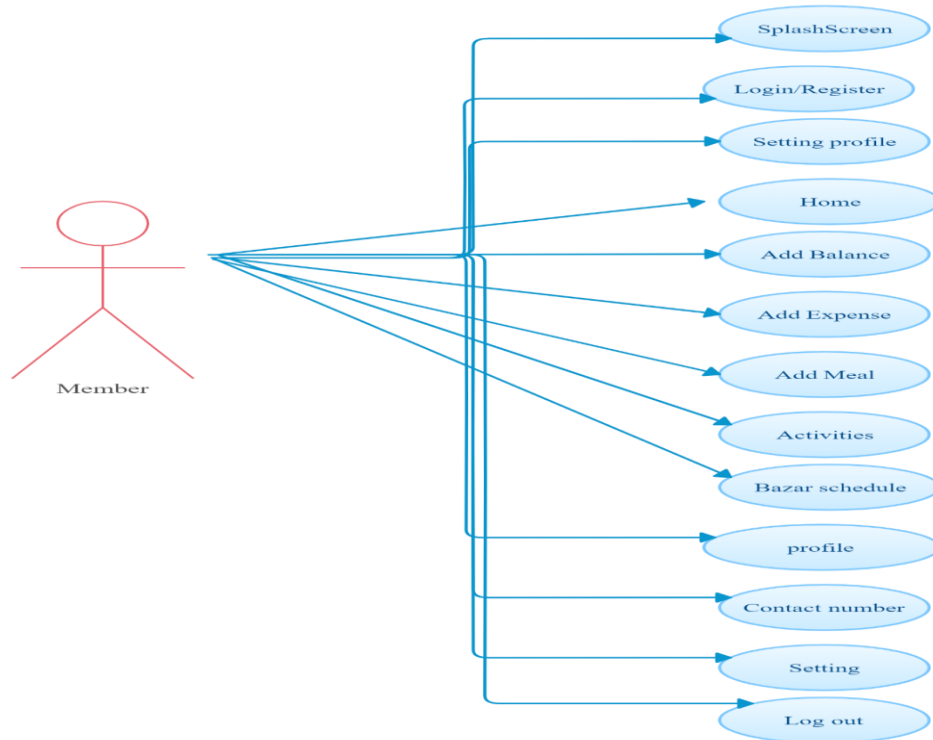 SplashScreen
Login/Register
Setting profile
Home
Add Balance
Add Expense
Add Meal
Member
Activities
Bazar schedule
profile
Contact number
Setting
Log out